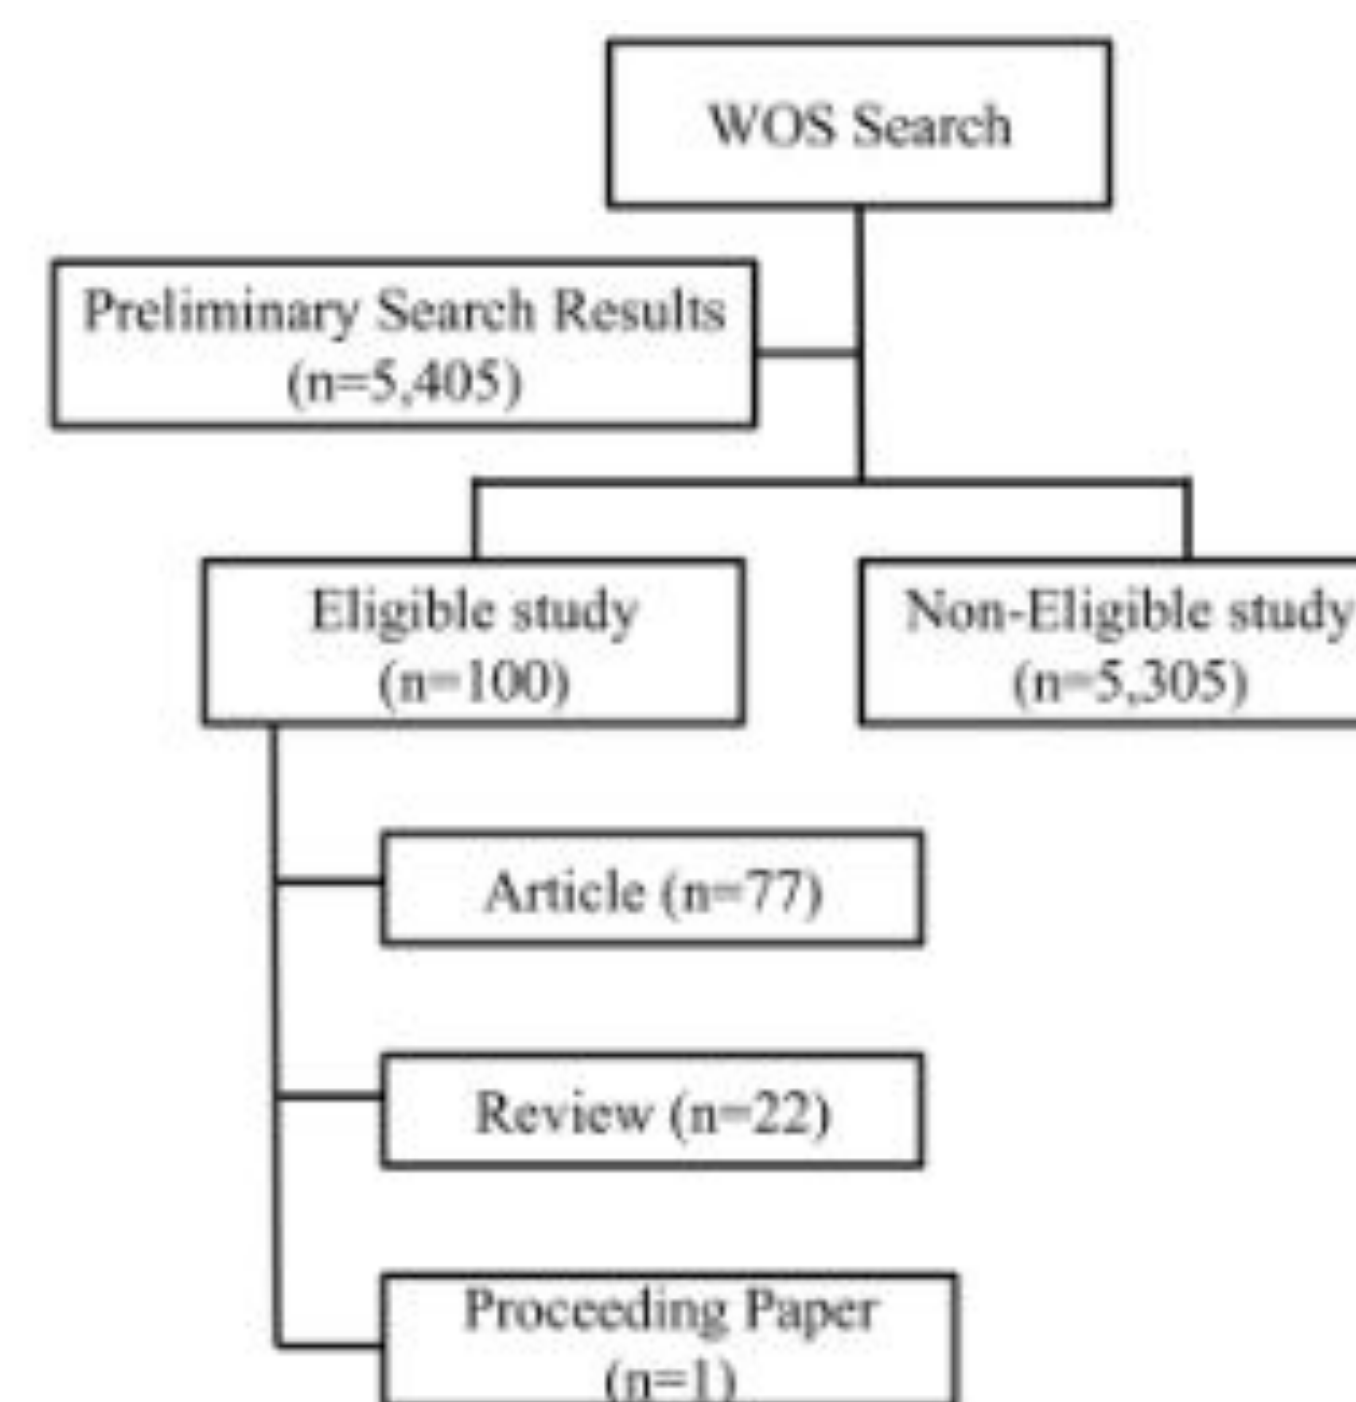 WOS Search
Preliminary Search Results
(n=5,405)
Eligible study
(n=100)
Non-Eligible study
(n=5,305)
Article (n=77)
Review (n=22)
Proceeding Paper
(n=1)